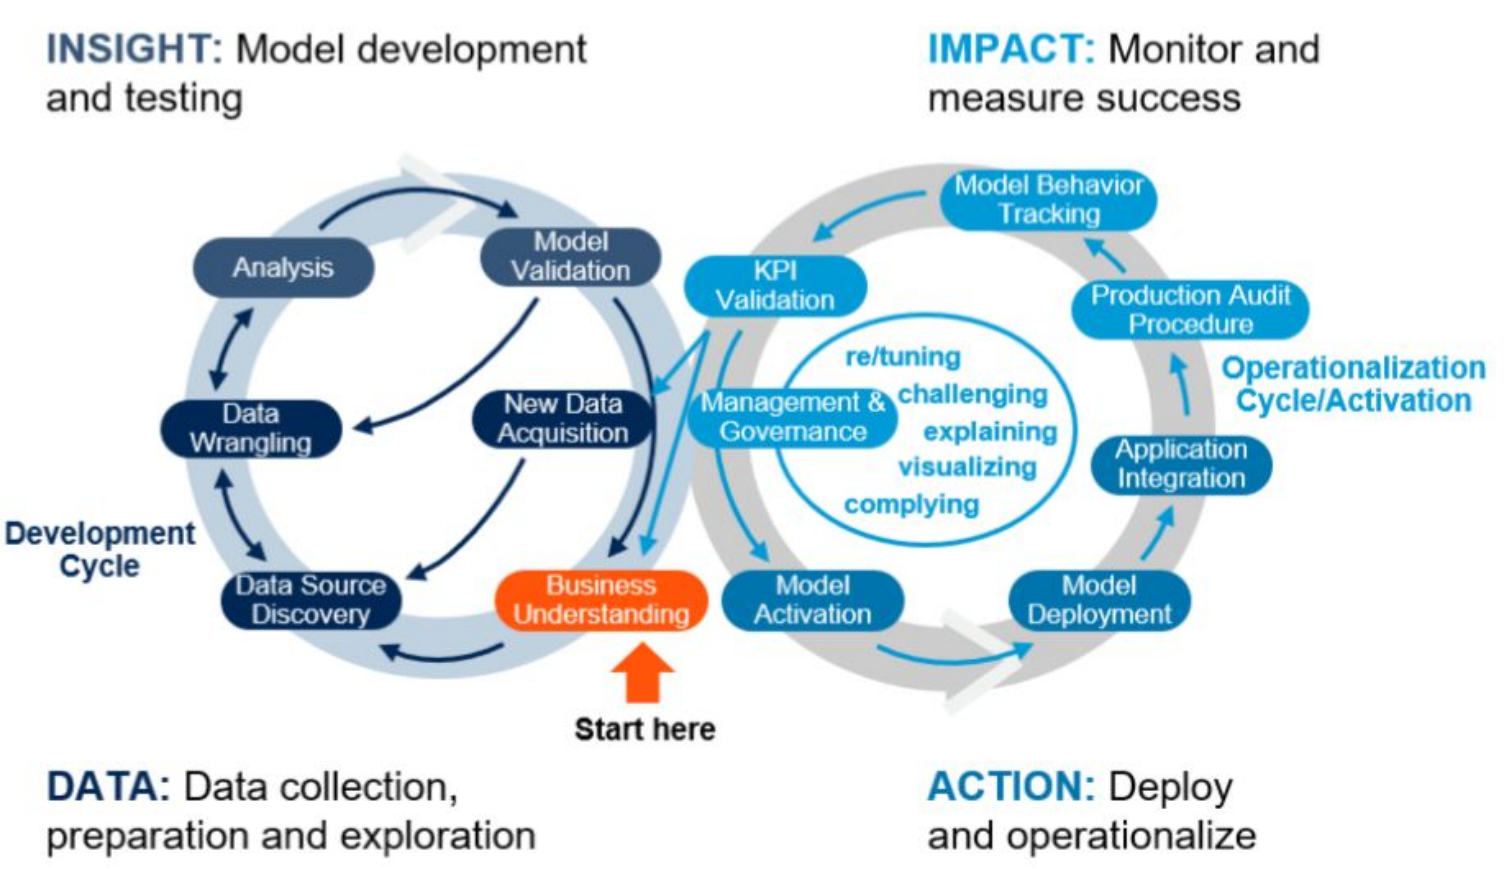 INSIGHT: Model development
and testing
IMPACT: Monitor and
measure success
Analysis
Model
Validation
Data
Wrangling
New Data
Acquisition
Development
Cycle
Data Source
Discovery
Business
Understanding
Start here
Model Behavior
Tracking
KPI
Validation
Production Audit
Procedure
re/tuning
challenging
explaining
visualizing
complying
Management &
Governance
Operationalization
Cycle/Activation
Application
Integration
Model
Activation
Model
Deployment
DATA: Data collection,
preparation and exploration
ACTION: Deploy
and operationalize